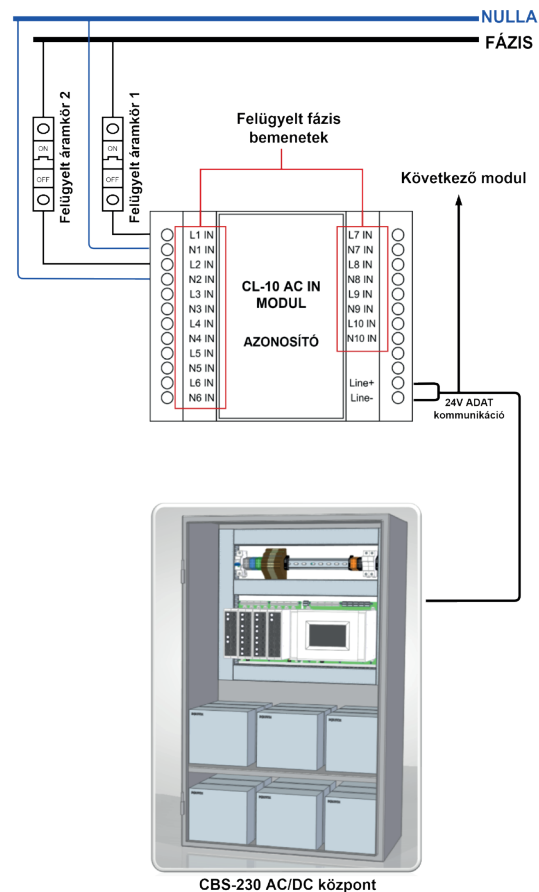 NULLA
FÁZIS
Felügyelt áramkör 2
Felügyelt áramkör 1
ON
OFF
ON
OFF
Felügyelt fázis
bemenetek
Következő modul
L1 IN
N1 IN
L2 IN
N2 IN
L3 IN
N3 IN
L4 IN
N4 IN
L5 IN
N5 IN
L6 IN
N6 IN
CL-10 AC IN
MODUL
AZONOSÍTÓ
L7 IN
N7 IN
L8 IN
N8 IN
L9 IN
N9 IN
L10 IN
N10 IN
Line+
Line-
24V ADAT
kommunikáció
CBS-230 AC/DC központ